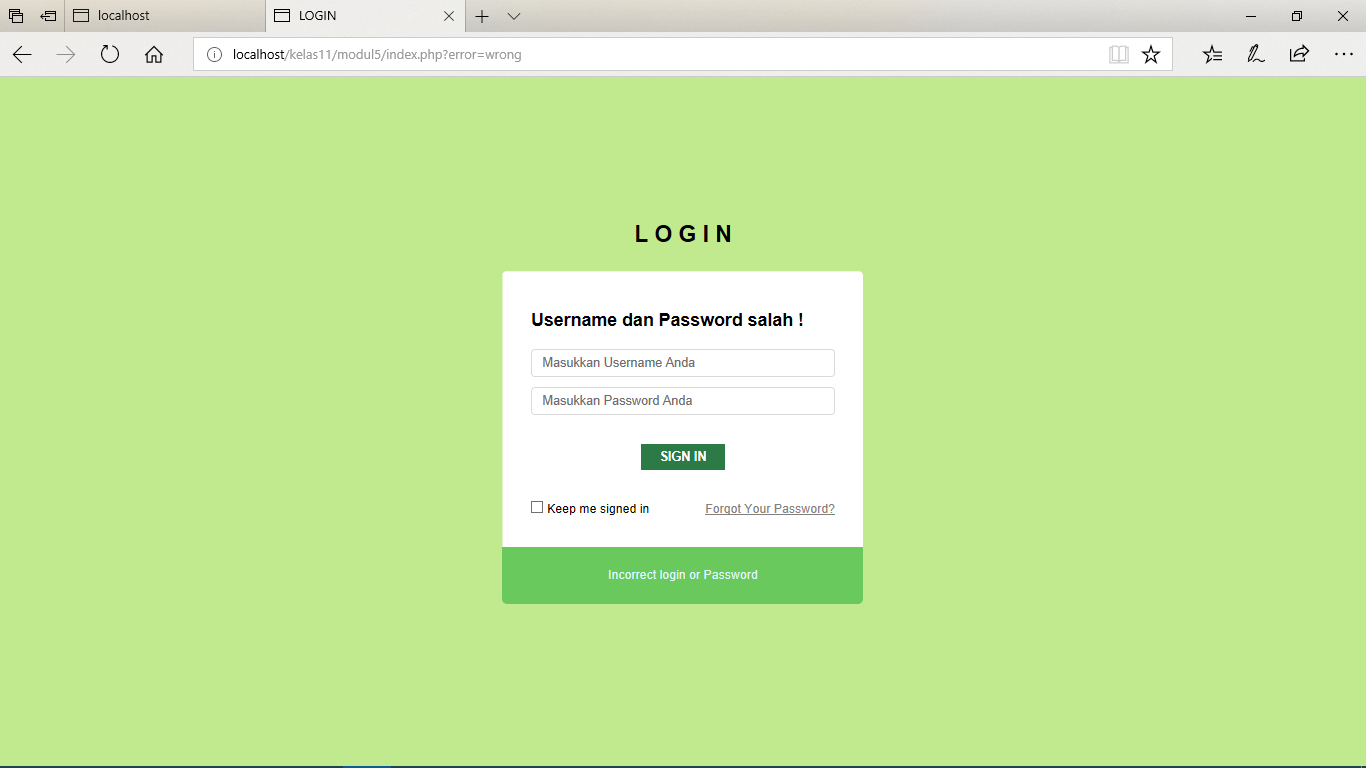 localhost
LOGIN
localhost/kelas11/modul5/index.php?error=wrong
LOGIN
Username dan Password salah !
Masukkan Username Anda
Masukkan Password Anda
SIGN IN
Keep me signed in
Forgot Your Password?
Incorrect login or Password